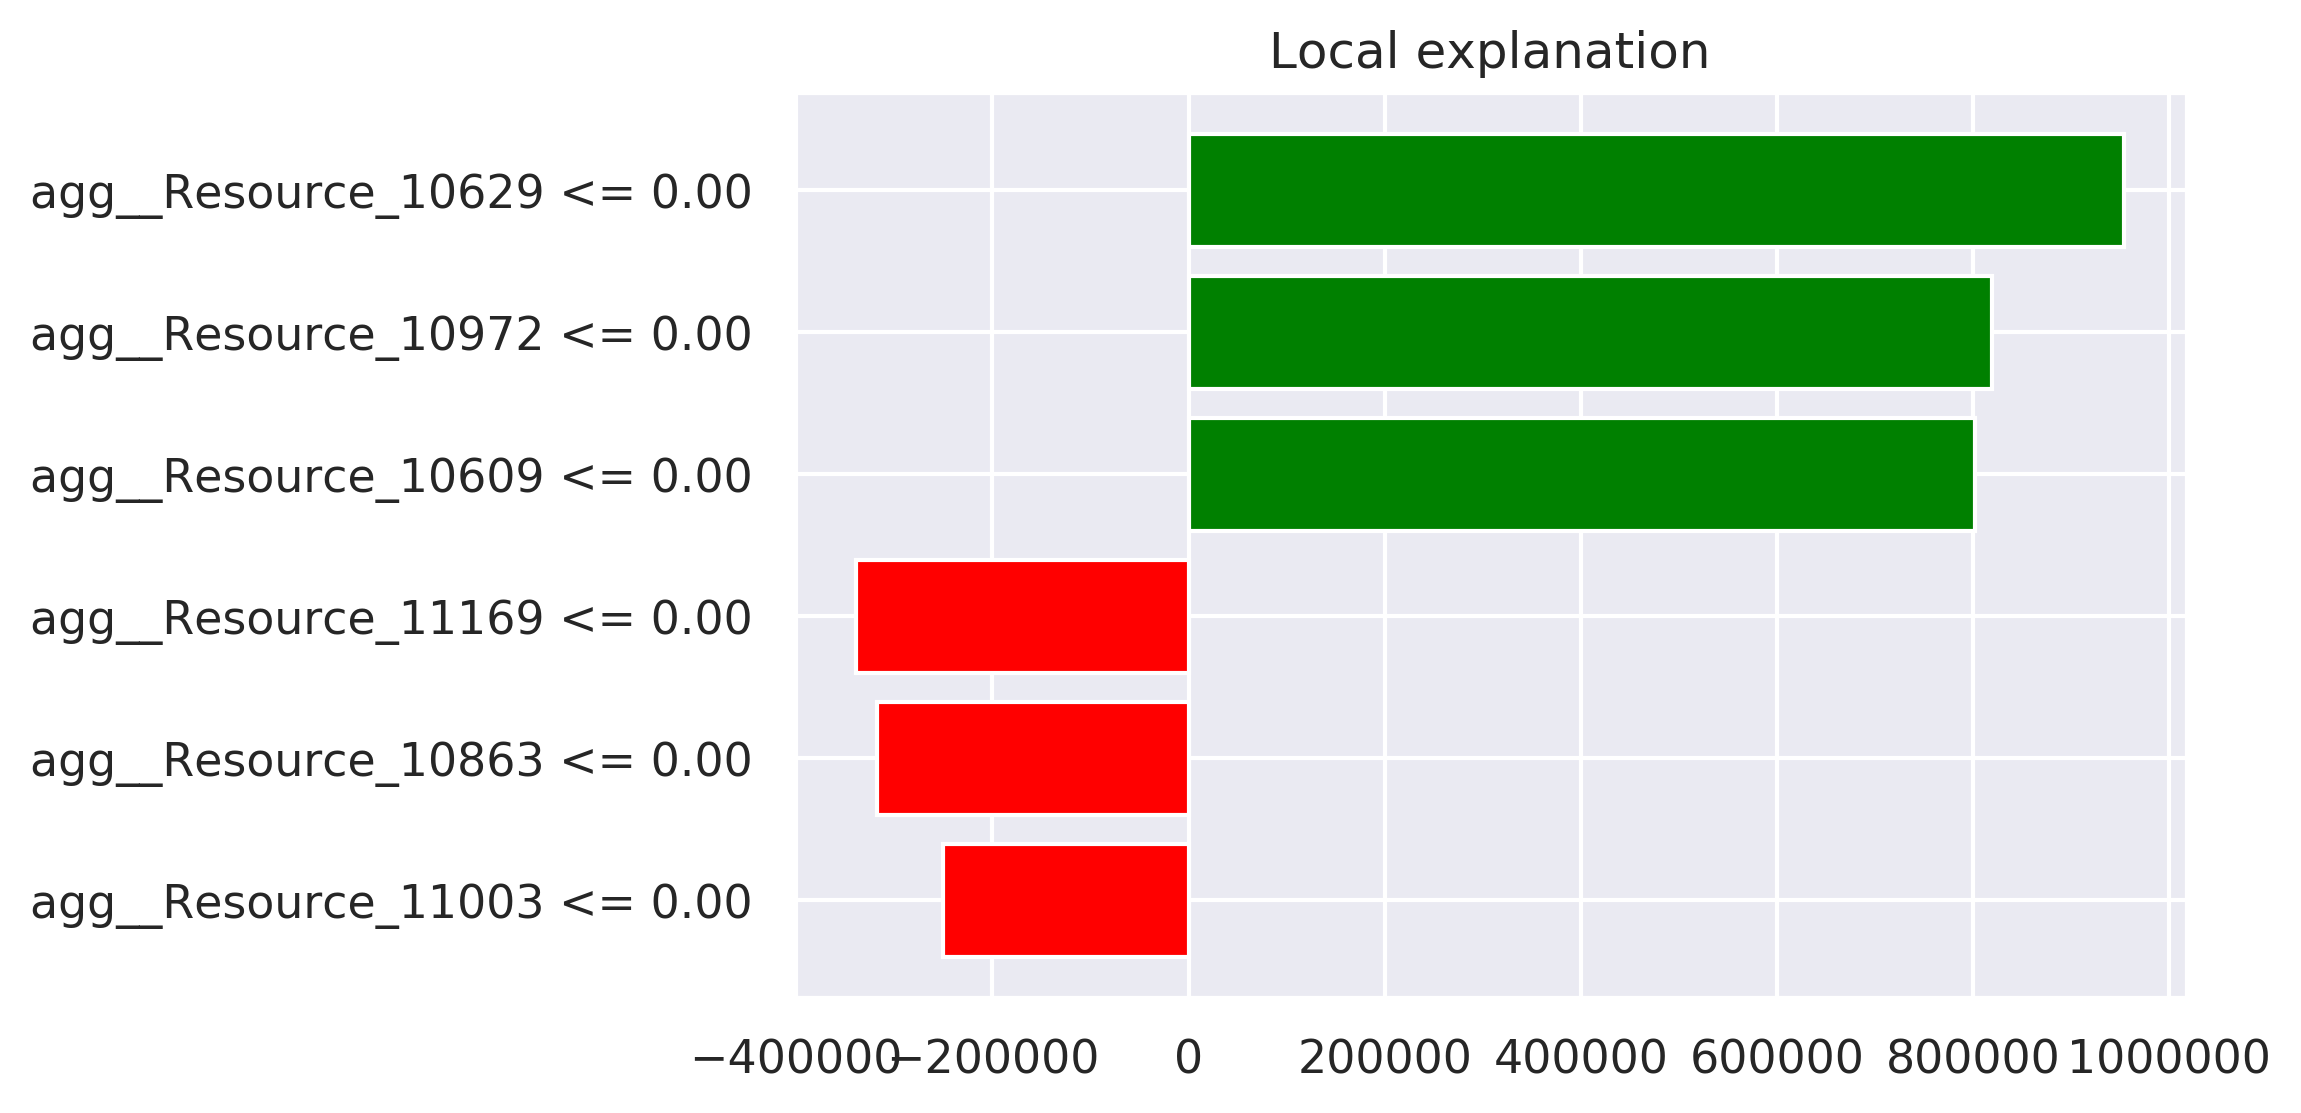 Local explanation
agg__Resource_10629 <= 0.00
agg__Resource_10972 <= 0.00
agg__Resource_10609 <= 0.00
agg__Resource_11169 <= 0.00
agg__Resource_10863 <= 0.00
agg__Resource_11003 <= 0.00
−400000 −200000 0 200000 400000 600000 800000 1000000